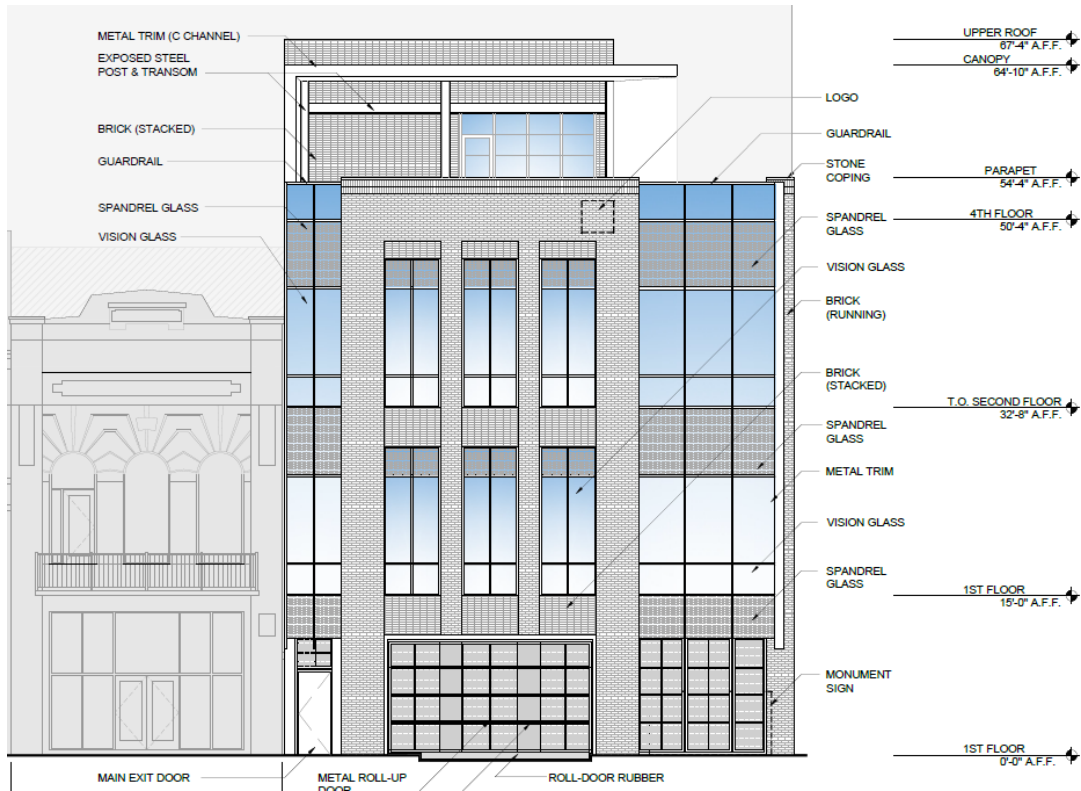 METAL TRIM (C CHANNEL)
EXPOSED STEEL
POST & TRANSOM
BRICK (STACKED)
GUARDRAIL
SPANDREL GLASS
VISION GLASS
LOGO
GUARDRAIL
STONE
COPING
SPANDREL
GLASS
VISION GLASS
BRICK
(RUNNING)
BRICK
(STACKED)
SPANDREL
GLASS
METAL TRIM
VISION GLASS
SPANDREL
GLASS
MONUMENT
SIGN
UPPER ROOF
67'-4" A.F.F.
CANOPY
64'-10" A.F.F.
PARAPET
54'-4" A.F.F.
4TH FLOOR
50'-4" A.F.F.
T.O. SECOND FLOOR
32'-8" A.F.F.
1ST FLOOR
15'-0" A.F.F.
1ST FLOOR
0'-0" A.F.F.
MAIN EXIT DOOR
METAL ROLL-UP
DOOR
ROLL-DOOR RUBBER